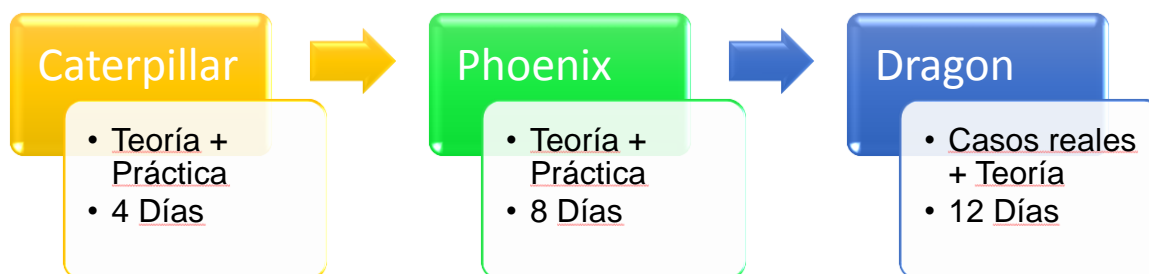 Caterpillar
• Teoría +
Práctica
• 4 Días
Phoenix
• Teoría +
Práctica
• 8 Días
Dragon
• Casos reales
+ Teoría
• 12 Días